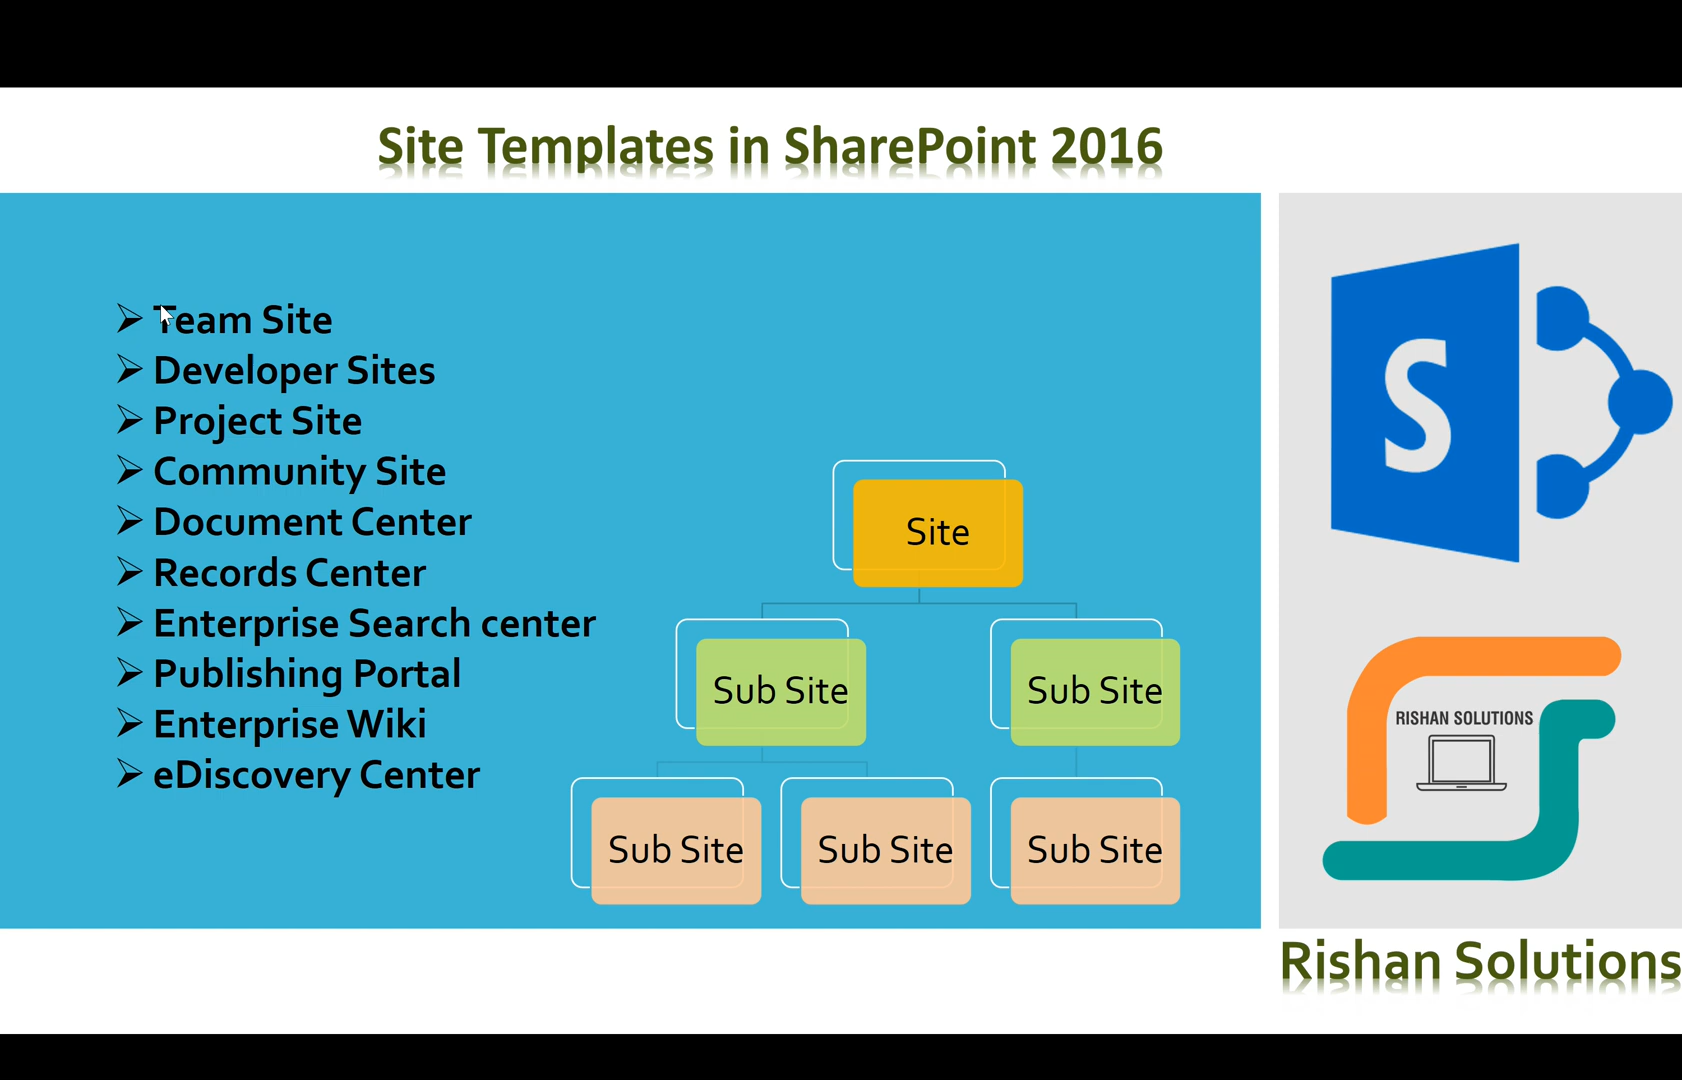 Site Templates in SharePoint 2016
Team Site
Developer Sites
Project Site
Community Site
Document Center
Records Center
Enterprise Search center
Publishing Portal
Enterprise Wiki
eDiscovery Center
Site
Sub Site
Sub Site
Sub Site
Sub Site
Sub Site
S
RISHAN SOLUTIONS
Rishan Solutions